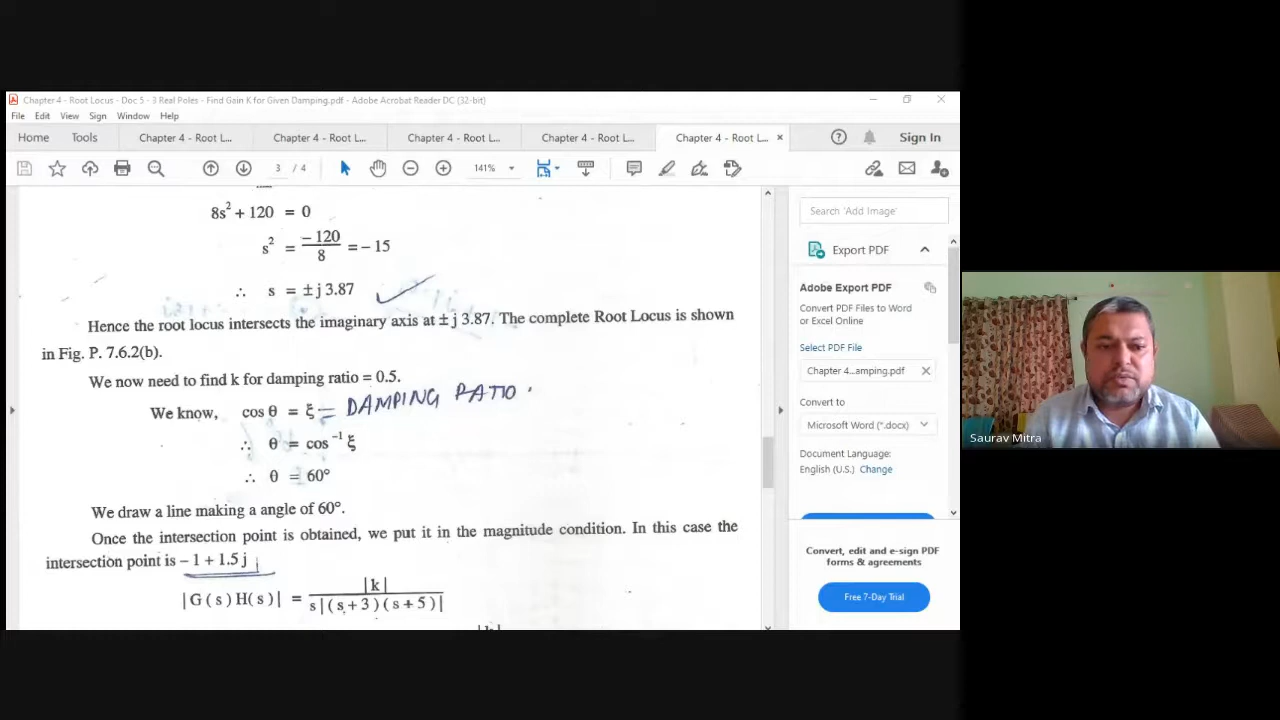 Chapter 4 - Root Locus - Doc 5 - 3 Real Poles - Find Gain K for Given Damping.pdf - Adobe Acrobat Reader DC (32-bit)
File Edit View Sign Window Help
Home Tools Chapter 4 - Root L... Chapter 4 - Root L... Chapter 4 - Root L... Chapter 4 - Root L... Chapter 4 - Root L... × Sign In
3 / 4 141%
8s² + 120 = 0
s² = -120/8 = – 15
∴ s = ± j 3.87
Hence the root locus intersects the imaginary axis at ± j 3.87. The complete Root Locus is shown
in Fig. P. 7.6.2(b).
We now need to find k for damping ratio = 0.5.
We know, cos θ = ξ = DAMPING RATIO
∴ θ = cos⁻¹ ξ
∴ θ = 60°
We draw a line making a angle of 60°.
Once the intersection point is obtained, we put it in the magnitude condition. In this case the
intersection point is – 1 + 1.5 j
| G ( s ) H( s ) | = | k | / s | ( s + 3 ) ( s + 5 ) |
Search 'Add Image'
Export PDF
Adobe Export PDF
Convert PDF Files to Word
or Excel Online
Select PDF File
Chapter 4...amping.pdf
Convert to
Microsoft Word (*.docx)
Document Language:
English (U.S.) Change
Convert, edit and e-sign PDF
forms & agreements
Free 7-Day Trial
Saurav Mitra